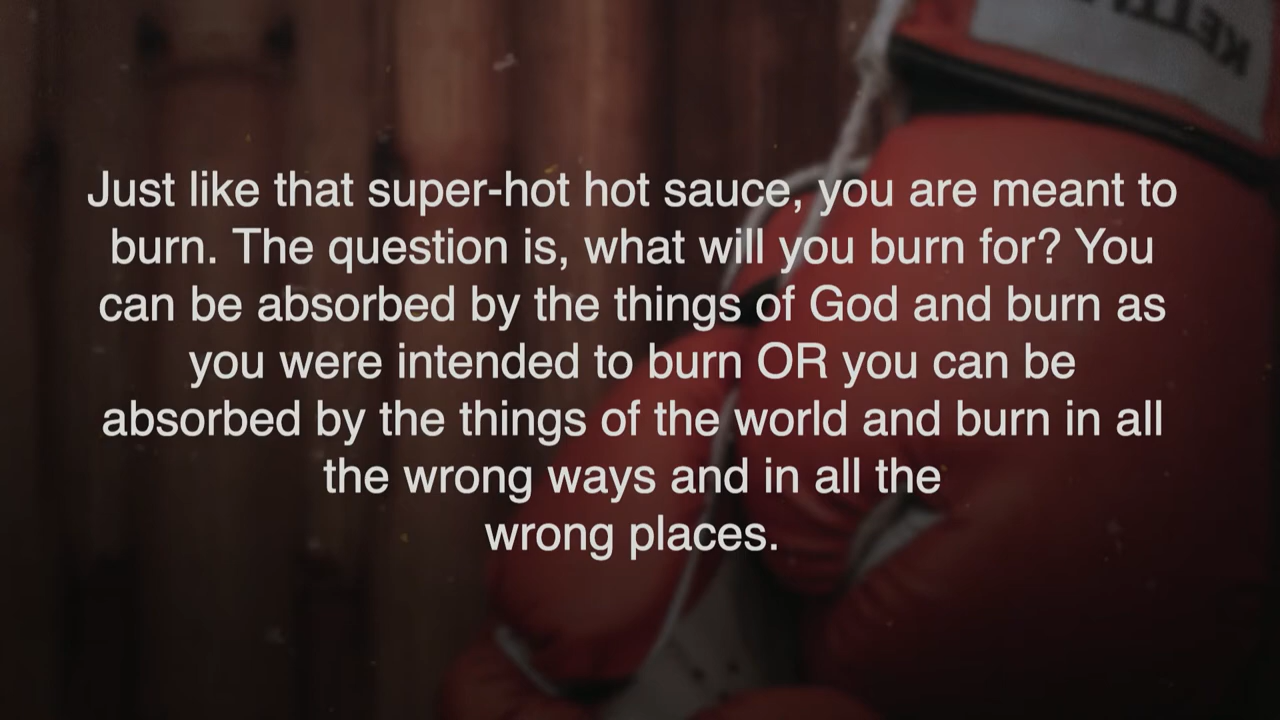 Just like that super-hot hot sauce, you are meant to
burn. The question is, what will you burn for? You
can be absorbed by the things of God and burn as
you were intended to burn OR you can be
absorbed by the things of the world and burn in all
the wrong ways and in all the
wrong places.